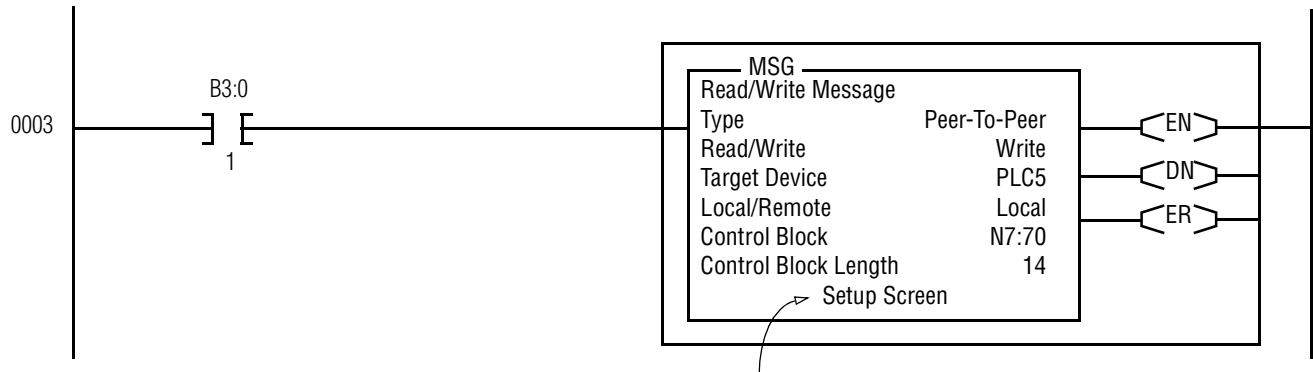 B3:0
0003
1
MSG
Read/Write Message
Type Peer-To-Peer
Read/Write Write
Target Device PLC5
Local/Remote Local
Control Block N7:70
Control Block Length 14
Setup Screen
EN
DN
ER